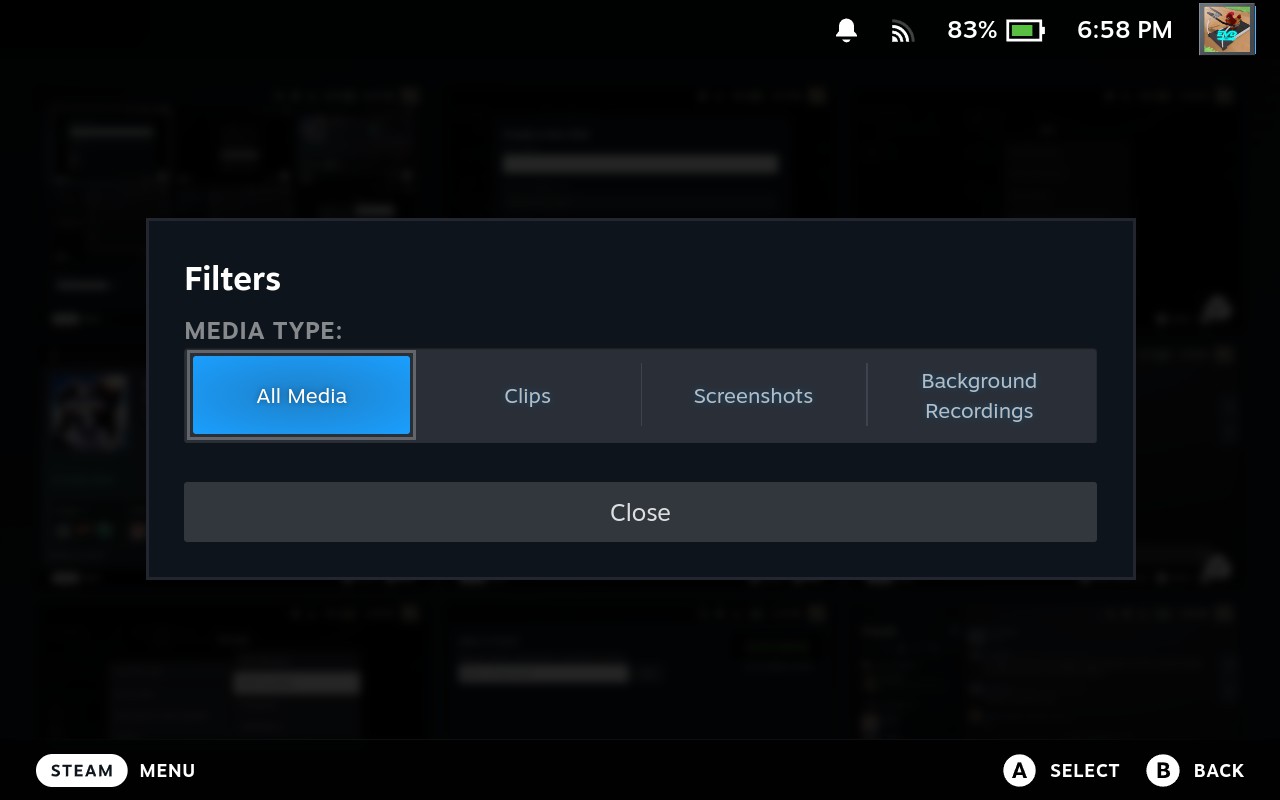 83% 6:58 PM
Filters
MEDIA TYPE:
All Media
Clips
Screenshots
Background
Recordings
Close
STEAM MENU
A SELECT B BACK